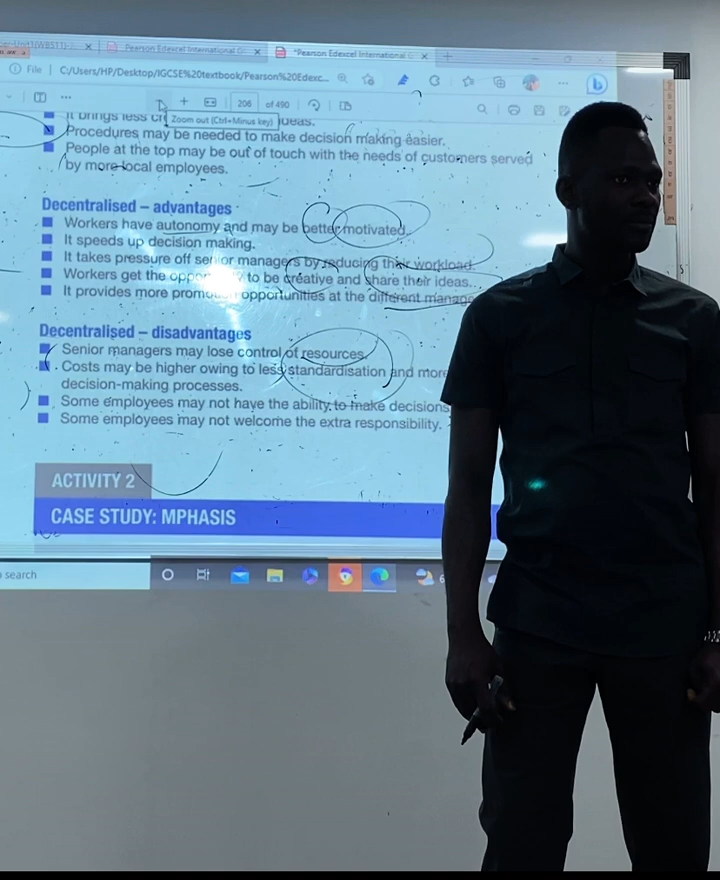 Pearson Edexcel International G
*Pearson Edexcel International G
File | C:/Users/HP/Desktop/IGCSE%20textbook/Pearson%20Edexc...
206 of 490
Zoom out (Ctrl+Minus key)
It brings less ideas.
Procedures may be needed to make decision making easier.
People at the top may be out of touch with the needs of customers served
by more local employees.
Decentralised – advantages
Workers have autonomy and may be better motivated.
It speeds up decision making.
It takes pressure off senior managers by reducing their workload.
Workers get the to be creative and share their ideas.
It provides more promotion opportunities at the different
Decentralised – disadvantages
Senior managers may lose control of resources.
Costs may be higher owing to less standardisation and more
decision-making processes.
Some employees may not have the ability to make decisions
Some employees may not welcome the extra responsibility.
ACTIVITY 2
CASE STUDY: MPHASIS
search